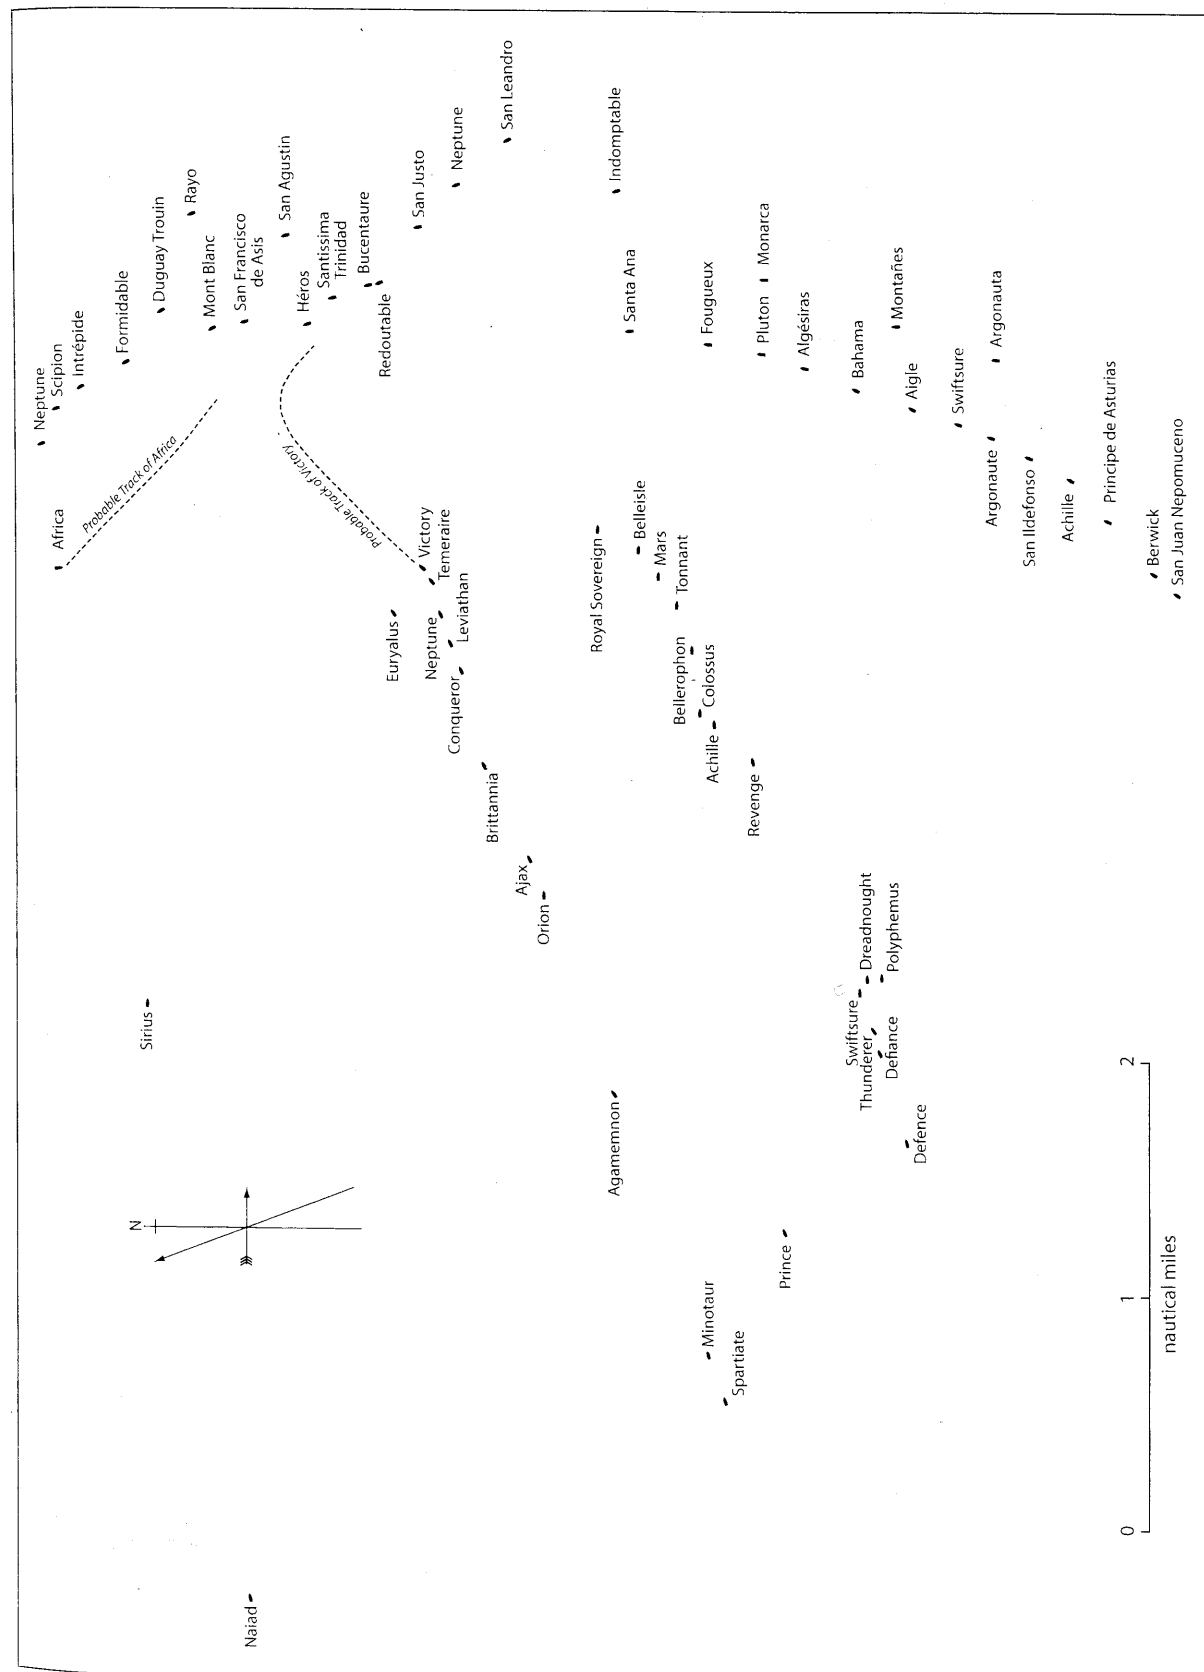 Neptune
Scipion
Africa
Intrépide
Formidable
Probable Track of Africa
N
Sirius
Duguay Trouin
Rayo
Mont Blanc
San Francisco
de Asis
Naiad
San Agustin
Héros
Santissima
Trinidad
Bucentaure
Redoutable
Probable Track of Victory
Euryalus
San Justo
Victory
Temeraire
Neptune
Leviathan
Conqueror
Neptune
Brittannia
San Leandro
Ajax
Orion
Royal Sovereign
Indomptable
Agamemnon
Santa Ana
Belleisle
Mars
Tonnant
Bellerophon
Colossus
Achille
Fougueux
Minotaur
Spartiate
Revenge
Pluton
Monarca
Prince
Algésiras
Bahama
Swiftsure
Dreadnought
Thunderer
Polyphemus
Defiance
Montañes
Aigle
Defence
Swiftsure
Argonaute
Argonauta
San Ildefonso
Achille
Principe de Asturias
Berwick
San Juan Nepomuceno
0 1 2
nautical miles